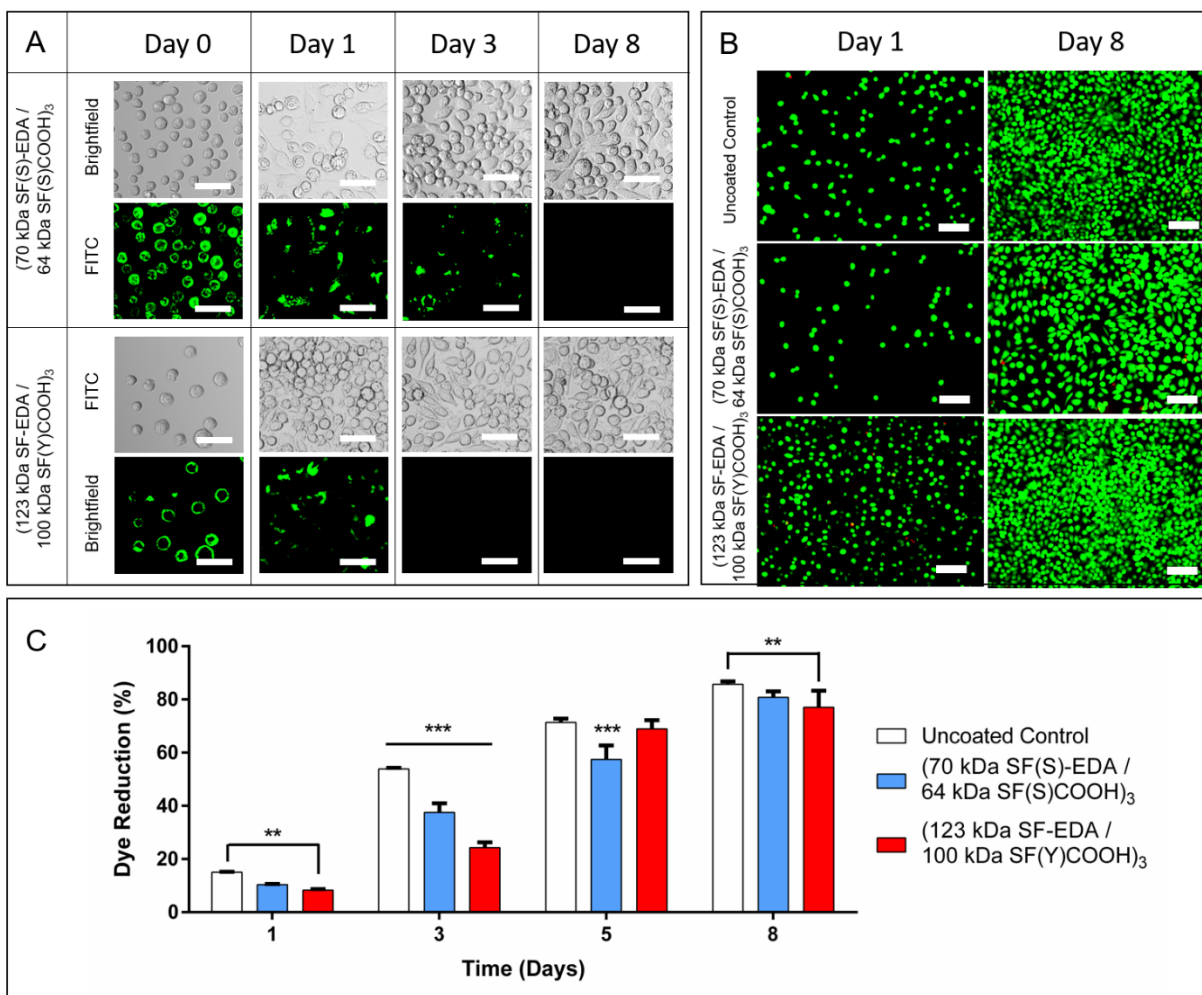 A
Day 0
Day 1
Day 3
Day 8
(70 kDa SF(S)-EDA /
64 kDa SF(S)COOH)3
Brightfield
FITC
(123 kDa SF-EDA /
100 kDa SF(Y)COOH)3
FITC
Brightfield
B
Day 1
Day 8
Uncoated Control
(70 kDa SF(S)-EDA /
64 kDa SF(S)COOH)3
(123 kDa SF-EDA /
100 kDa SF(Y)COOH)3
C
Dye Reduction (%)
100
80
60
40
20
0
**
***
***
**
1
3
5
8
Time (Days)
Uncoated Control
(70 kDa SF(S)-EDA /
64 kDa SF(S)COOH)3
(123 kDa SF-EDA /
100 kDa SF(Y)COOH)3